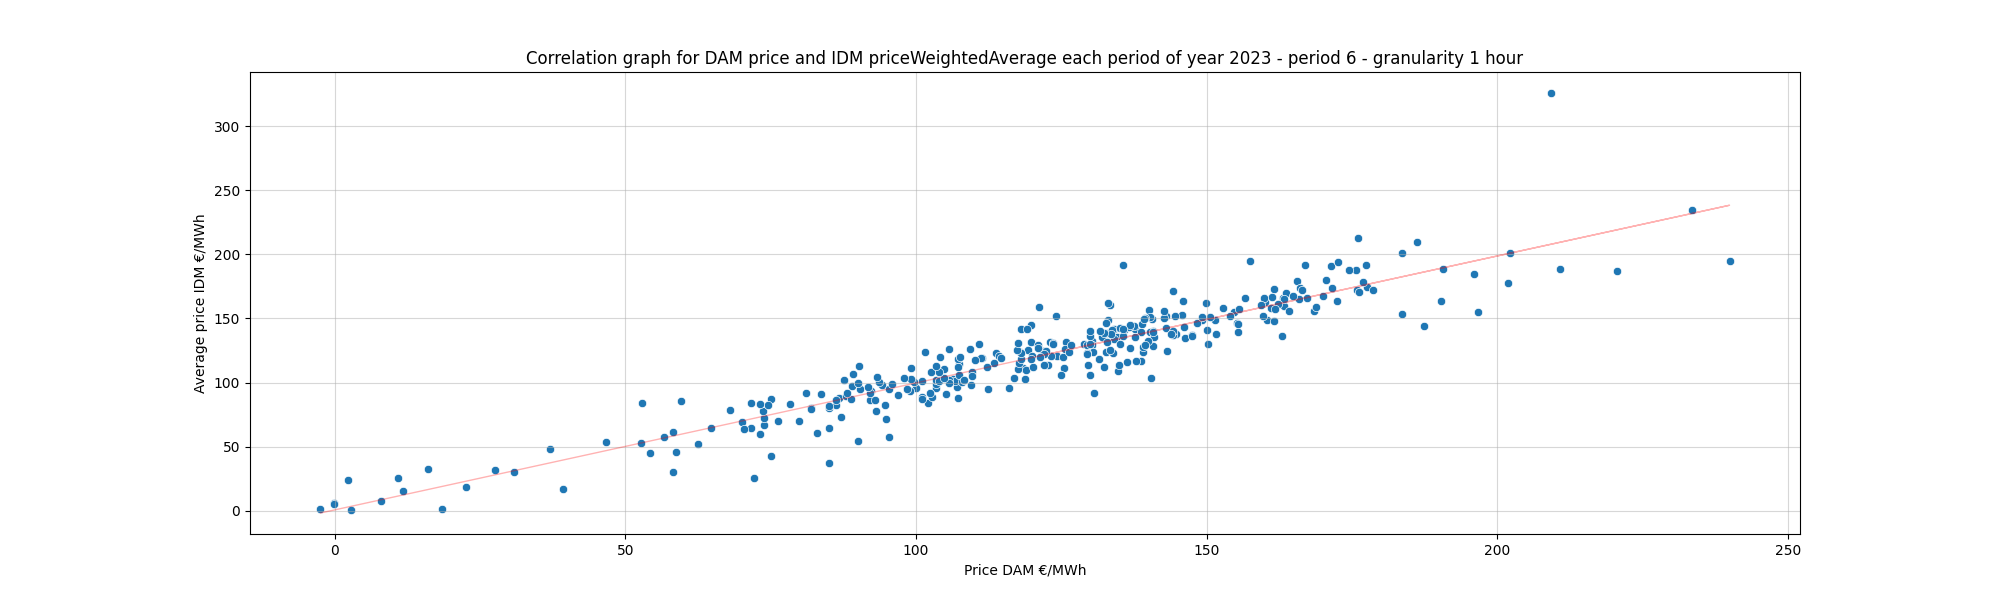 Correlation graph for DAM price and IDM priceWeightedAverage each period of year 2023 - period 6 - granularity 1 hour
Average price IDM €/MWh
300
250
200
150
100
50
0
0 50 100 150 200 250
Price DAM €/MWh